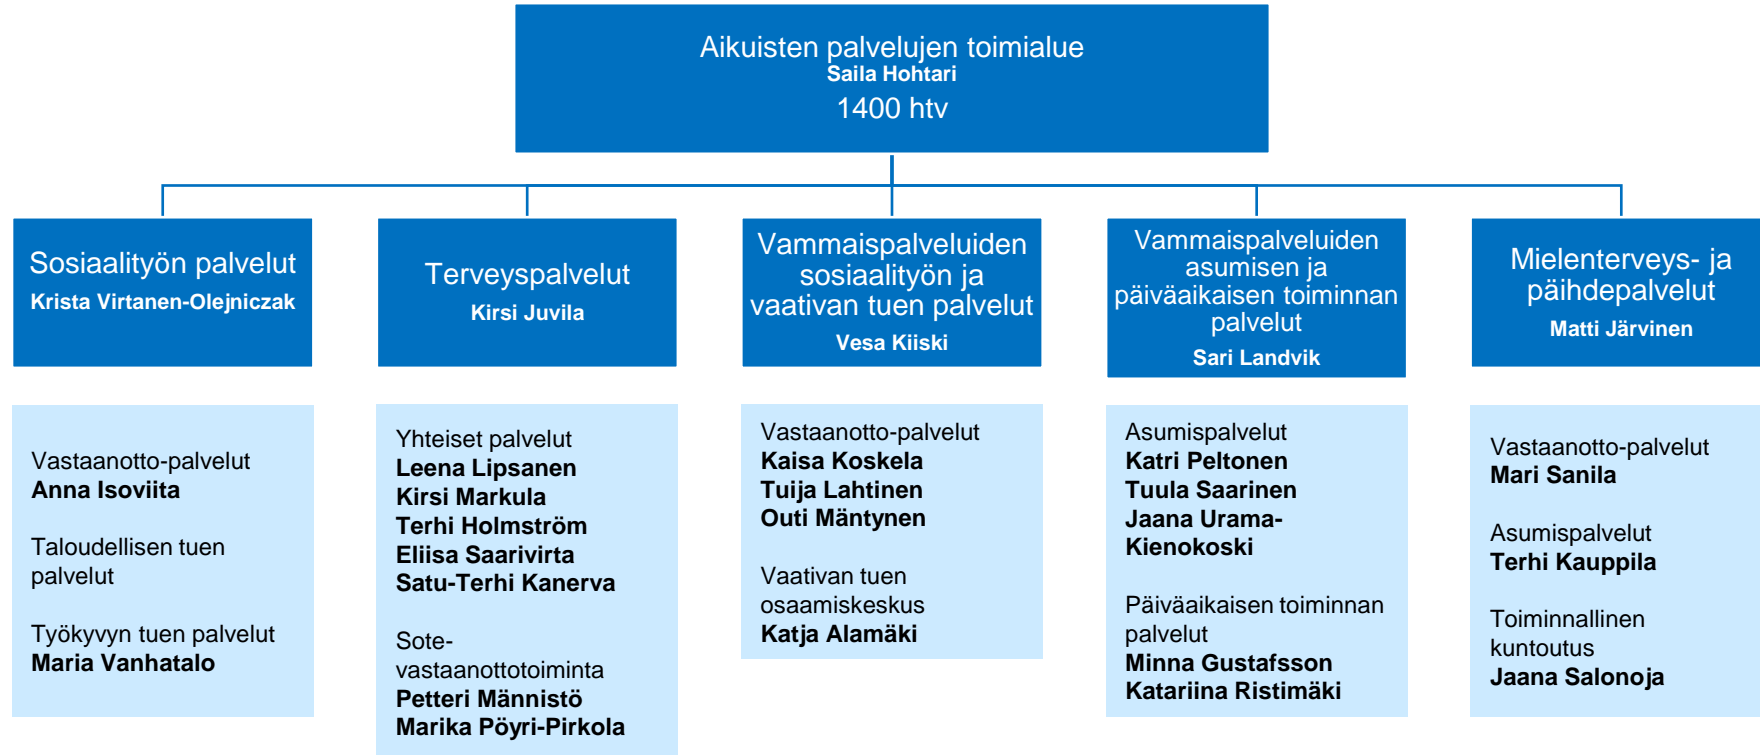 Aikuisten palvelujen toimialue
Saila Hohtari
1400 htv
Sosiaalityön palvelut
Krista Virtanen-Olejniczak
Terveyspalvelut
Kirsi Juvila
Vammaispalveluiden
sosiaalityön ja
vaativan tuen palvelut
Vesa Kiiski
Vammaispalveluiden
asumisen ja
päiväaikaisen toiminnan
palvelut
Sari Landvik
Mielenterveys- ja
päihdepalvelut
Matti Järvinen
Vastaanotto-palvelut
Anna Isoviita
Taloudellisen tuen
palvelut
Työkyvyn tuen palvelut
Maria Vanhatalo
Yhteiset palvelut
Leena Lipsanen
Kirsi Markula
Terhi Holmström
Eliisa Saarivirta
Satu-Terhi Kanerva
Sote-
vastaanottotoiminta
Petteri Männistö
Marika Pöyri-Pirkola
Vastaanotto-palvelut
Kaisa Koskela
Tuija Lahtinen
Outi Mäntynen
Vaativan tuen
osaamiskeskus
Katja Alamäki
Asumispalvelut
Katri Peltonen
Tuula Saarinen
Jaana Urama-
Kienokoski
Päiväaikaisen toiminnan
palvelut
Minna Gustafsson
Katariina Ristimäki
Vastaanotto-palvelut
Mari Sanila
Asumispalvelut
Terhi Kauppila
Toiminnallinen
kuntoutus
Jaana Salonoja